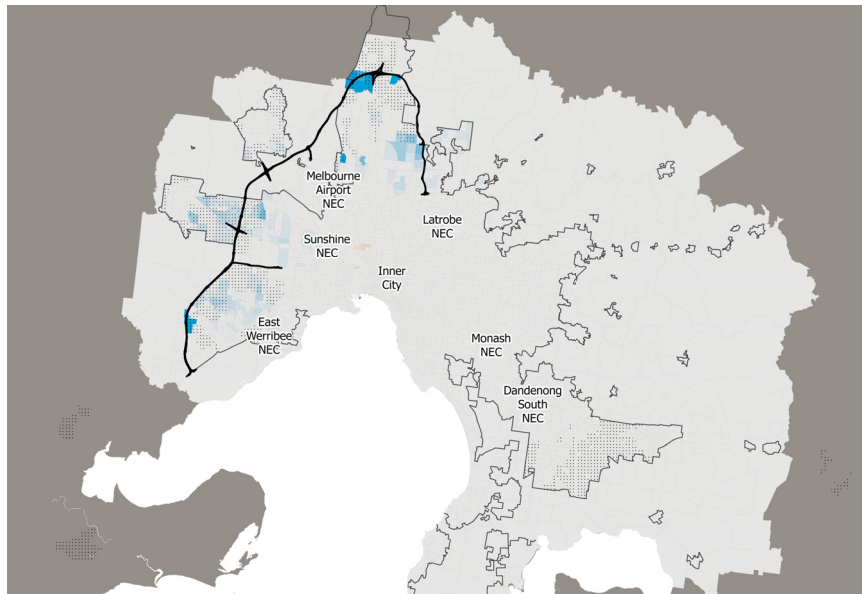 Melbourne
Airport
NEC
Latrobe
NEC
Sunshine
NEC
Inner
City
East
Werribee
NEC
Monash
NEC
Dandenong
South
NEC